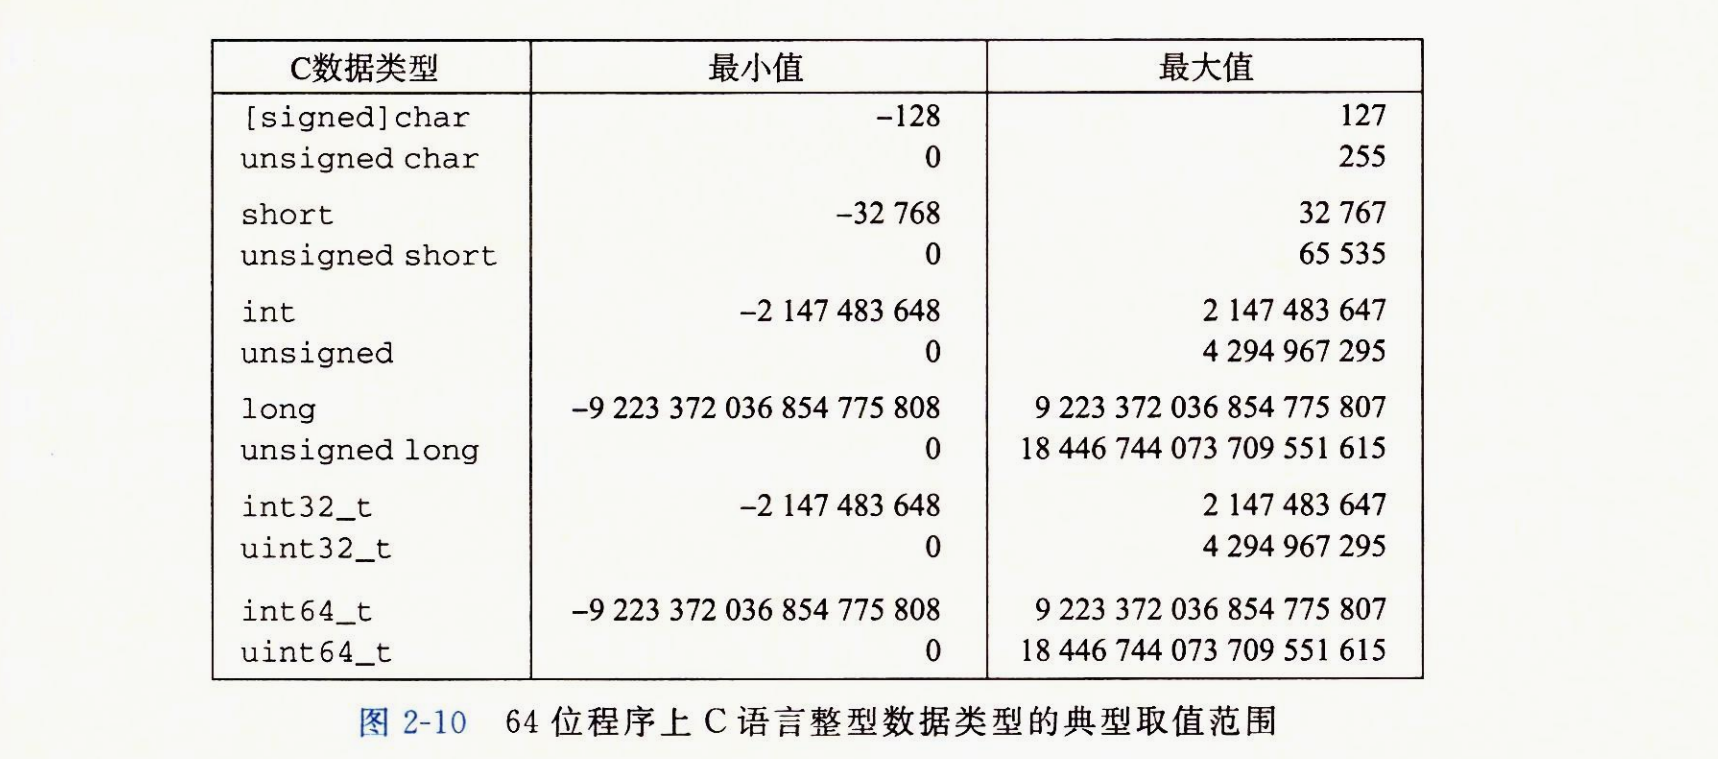 C数据类型 最小值 最大值
[signed]char –128 127
unsigned char 0 255
short –32 768 32 767
unsigned short 0 65 535
int –2 147 483 648 2 147 483 647
unsigned 0 4 294 967 295
long –9 223 372 036 854 775 808 9 223 372 036 854 775 807
unsigned long 0 18 446 744 073 709 551 615
int32_t –2 147 483 648 2 147 483 647
uint32_t 0 4 294 967 295
int64_t –9 223 372 036 854 775 808 9 223 372 036 854 775 807
uint64_t 0 18 446 744 073 709 551 615
图 2-10 64 位程序上 C 语言整型数据类型的典型取值范围